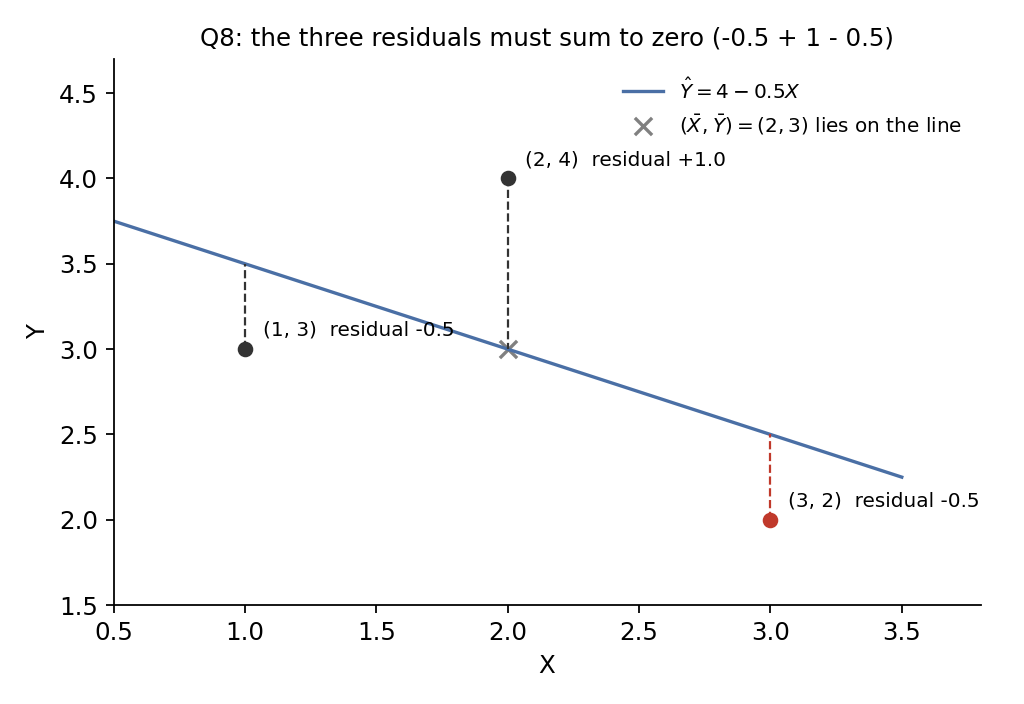 Q8: the three residuals must sum to zero (-0.5 + 1 - 0.5)
Ŷ = 4 − 0.5X
(X̄, Ȳ) = (2, 3) lies on the line
(2, 4)  residual +1.0
(1, 3)  residual -0.5
(3, 2)  residual -0.5
Y
4.5
4.0
3.5
3.0
2.5
2.0
1.5
0.5 1.0 1.5 2.0 2.5 3.0 3.5
X